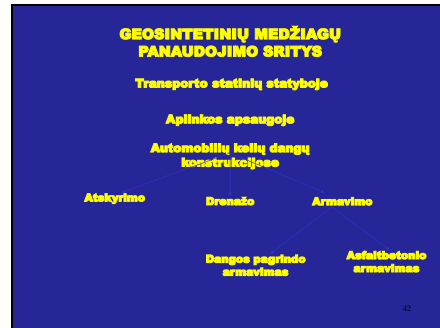 GEOSINTETINIŲ MEDŽIAGŲ
PANAUDOJIMO SRITYS
Transporto statinių statyboje
Aplinkos apsaugoje
Automobilių kelių dangų
konstrukcijose
Atskyrimo
Drenažo
Armavimo
Dangos pagrindo
armavimas
Asfaltbetonio
armavimas
42